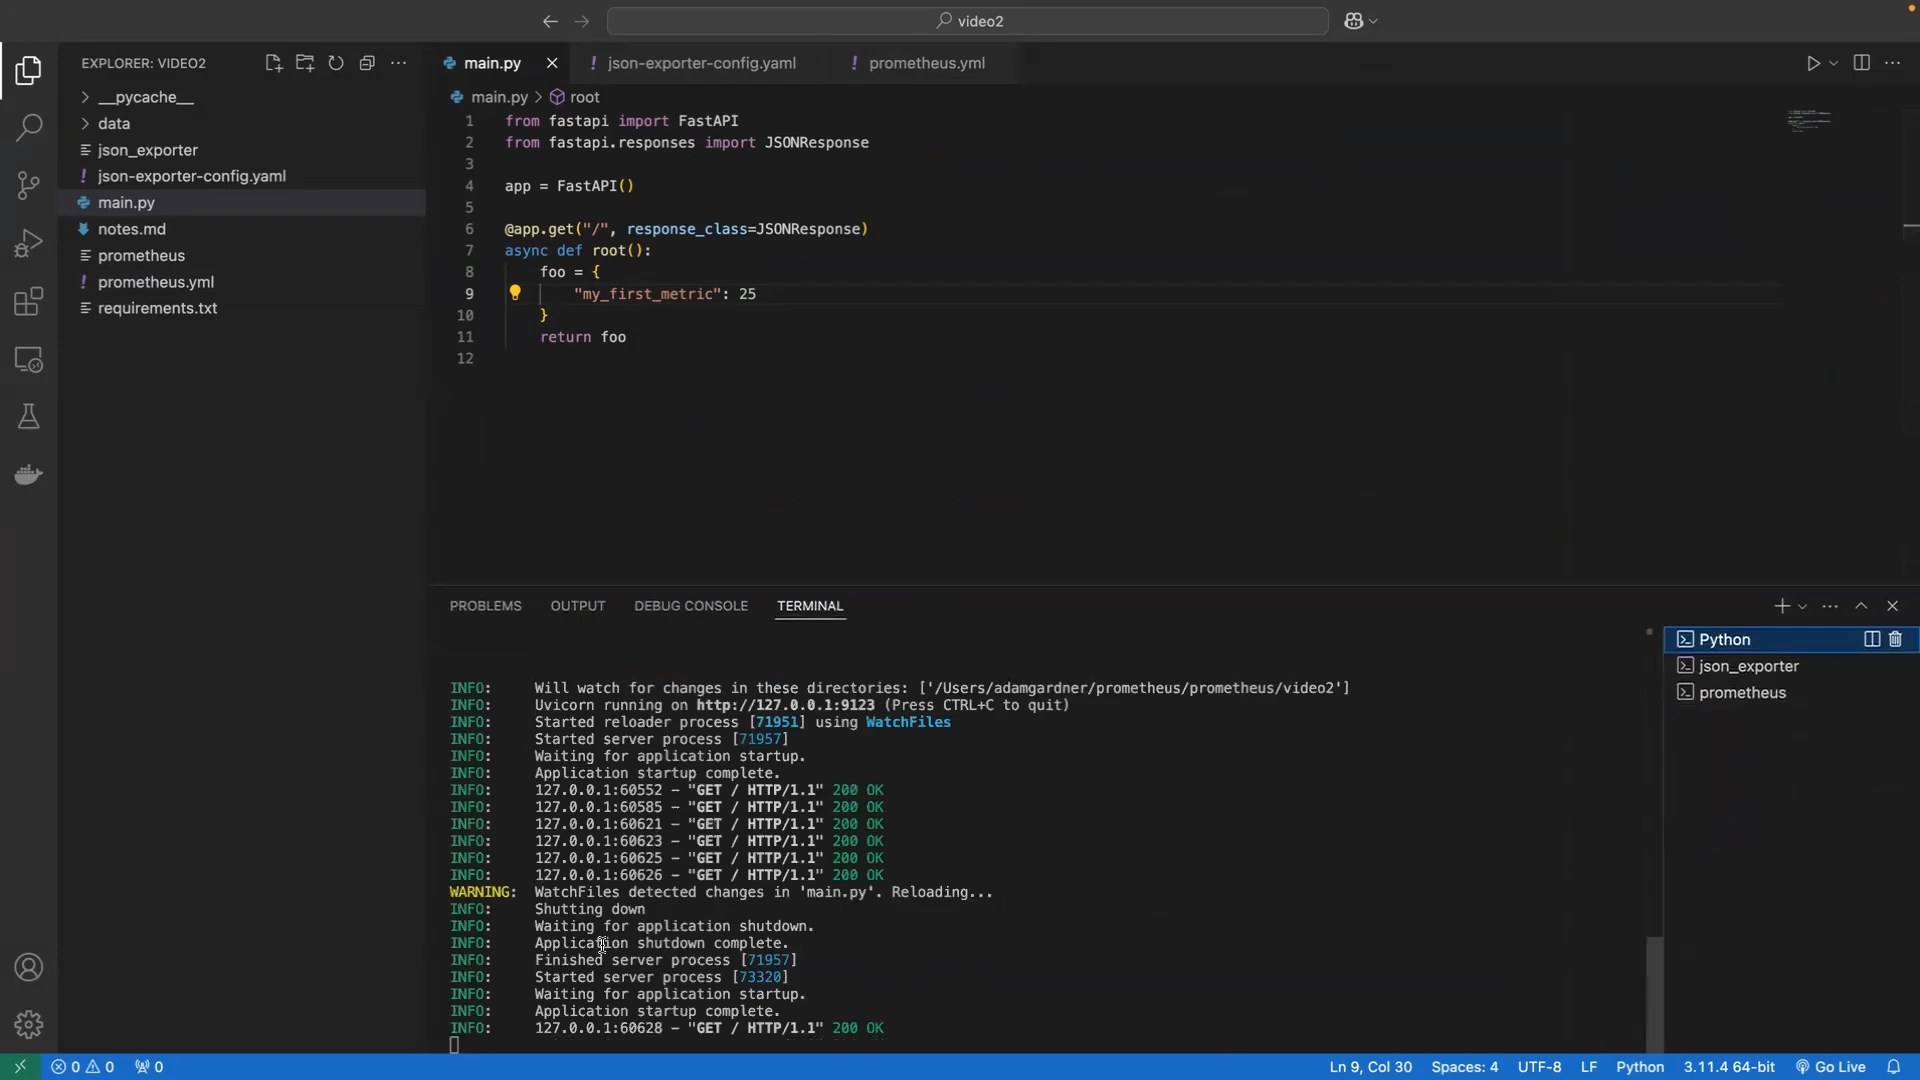 video2
EXPLORER: VIDEO2
__pycache__
data
json_exporter
json-exporter-config.yaml
main.py
notes.md
prometheus
prometheus.yml
requirements.txt
main.py
json-exporter-config.yaml
prometheus.yml
main.py > root
1 from fastapi import FastAPI
2 from fastapi.responses import JSONResponse
3
4 app = FastAPI()
5
6 @app.get("/", response_class=JSONResponse)
7 async def root():
8 foo = {
9 "my_first_metric": 25
10 }
11 return foo
12
PROBLEMS OUTPUT DEBUG CONSOLE TERMINAL
INFO: Will watch for changes in these directories: ['/Users/adamgardner/prometheus/prometheus/video2']
INFO: Uvicorn running on http://127.0.0.1:9123 (Press CTRL+C to quit)
INFO: Started reloader process [71951] using WatchFiles
INFO: Started server process [71957]
INFO: Waiting for application startup.
INFO: Application startup complete.
INFO: 127.0.0.1:60552 - "GET / HTTP/1.1" 200 OK
INFO: 127.0.0.1:60585 - "GET / HTTP/1.1" 200 OK
INFO: 127.0.0.1:60621 - "GET / HTTP/1.1" 200 OK
INFO: 127.0.0.1:60623 - "GET / HTTP/1.1" 200 OK
INFO: 127.0.0.1:60625 - "GET / HTTP/1.1" 200 OK
INFO: 127.0.0.1:60626 - "GET / HTTP/1.1" 200 OK
WARNING: WatchFiles detected changes in 'main.py'. Reloading...
INFO: Shutting down
INFO: Waiting for application shutdown.
INFO: Application shutdown complete.
INFO: Finished server process [71957]
INFO: Started server process [73320]
INFO: Waiting for application startup.
INFO: Application startup complete.
INFO: 127.0.0.1:60628 - "GET / HTTP/1.1" 200 OK
Python
json_exporter
prometheus
0 0 0
Ln 9, Col 30 Spaces: 4 UTF-8 LF Python 3.11.4 64-bit Go Live